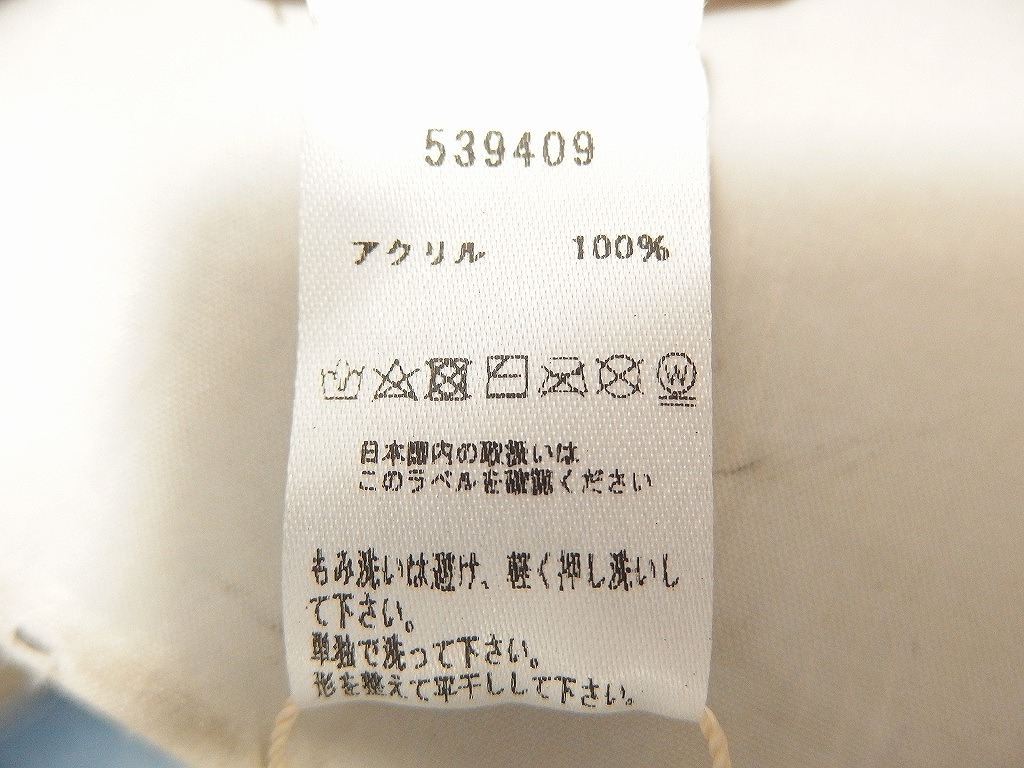 539409
アクリル 100%
W
日本国内の取扱いは
このラベルを確認ください
もみ洗いは避け、軽く押し洗いし
て下さい。
単独で洗って下さい。
形を整えて平干しして下さい。